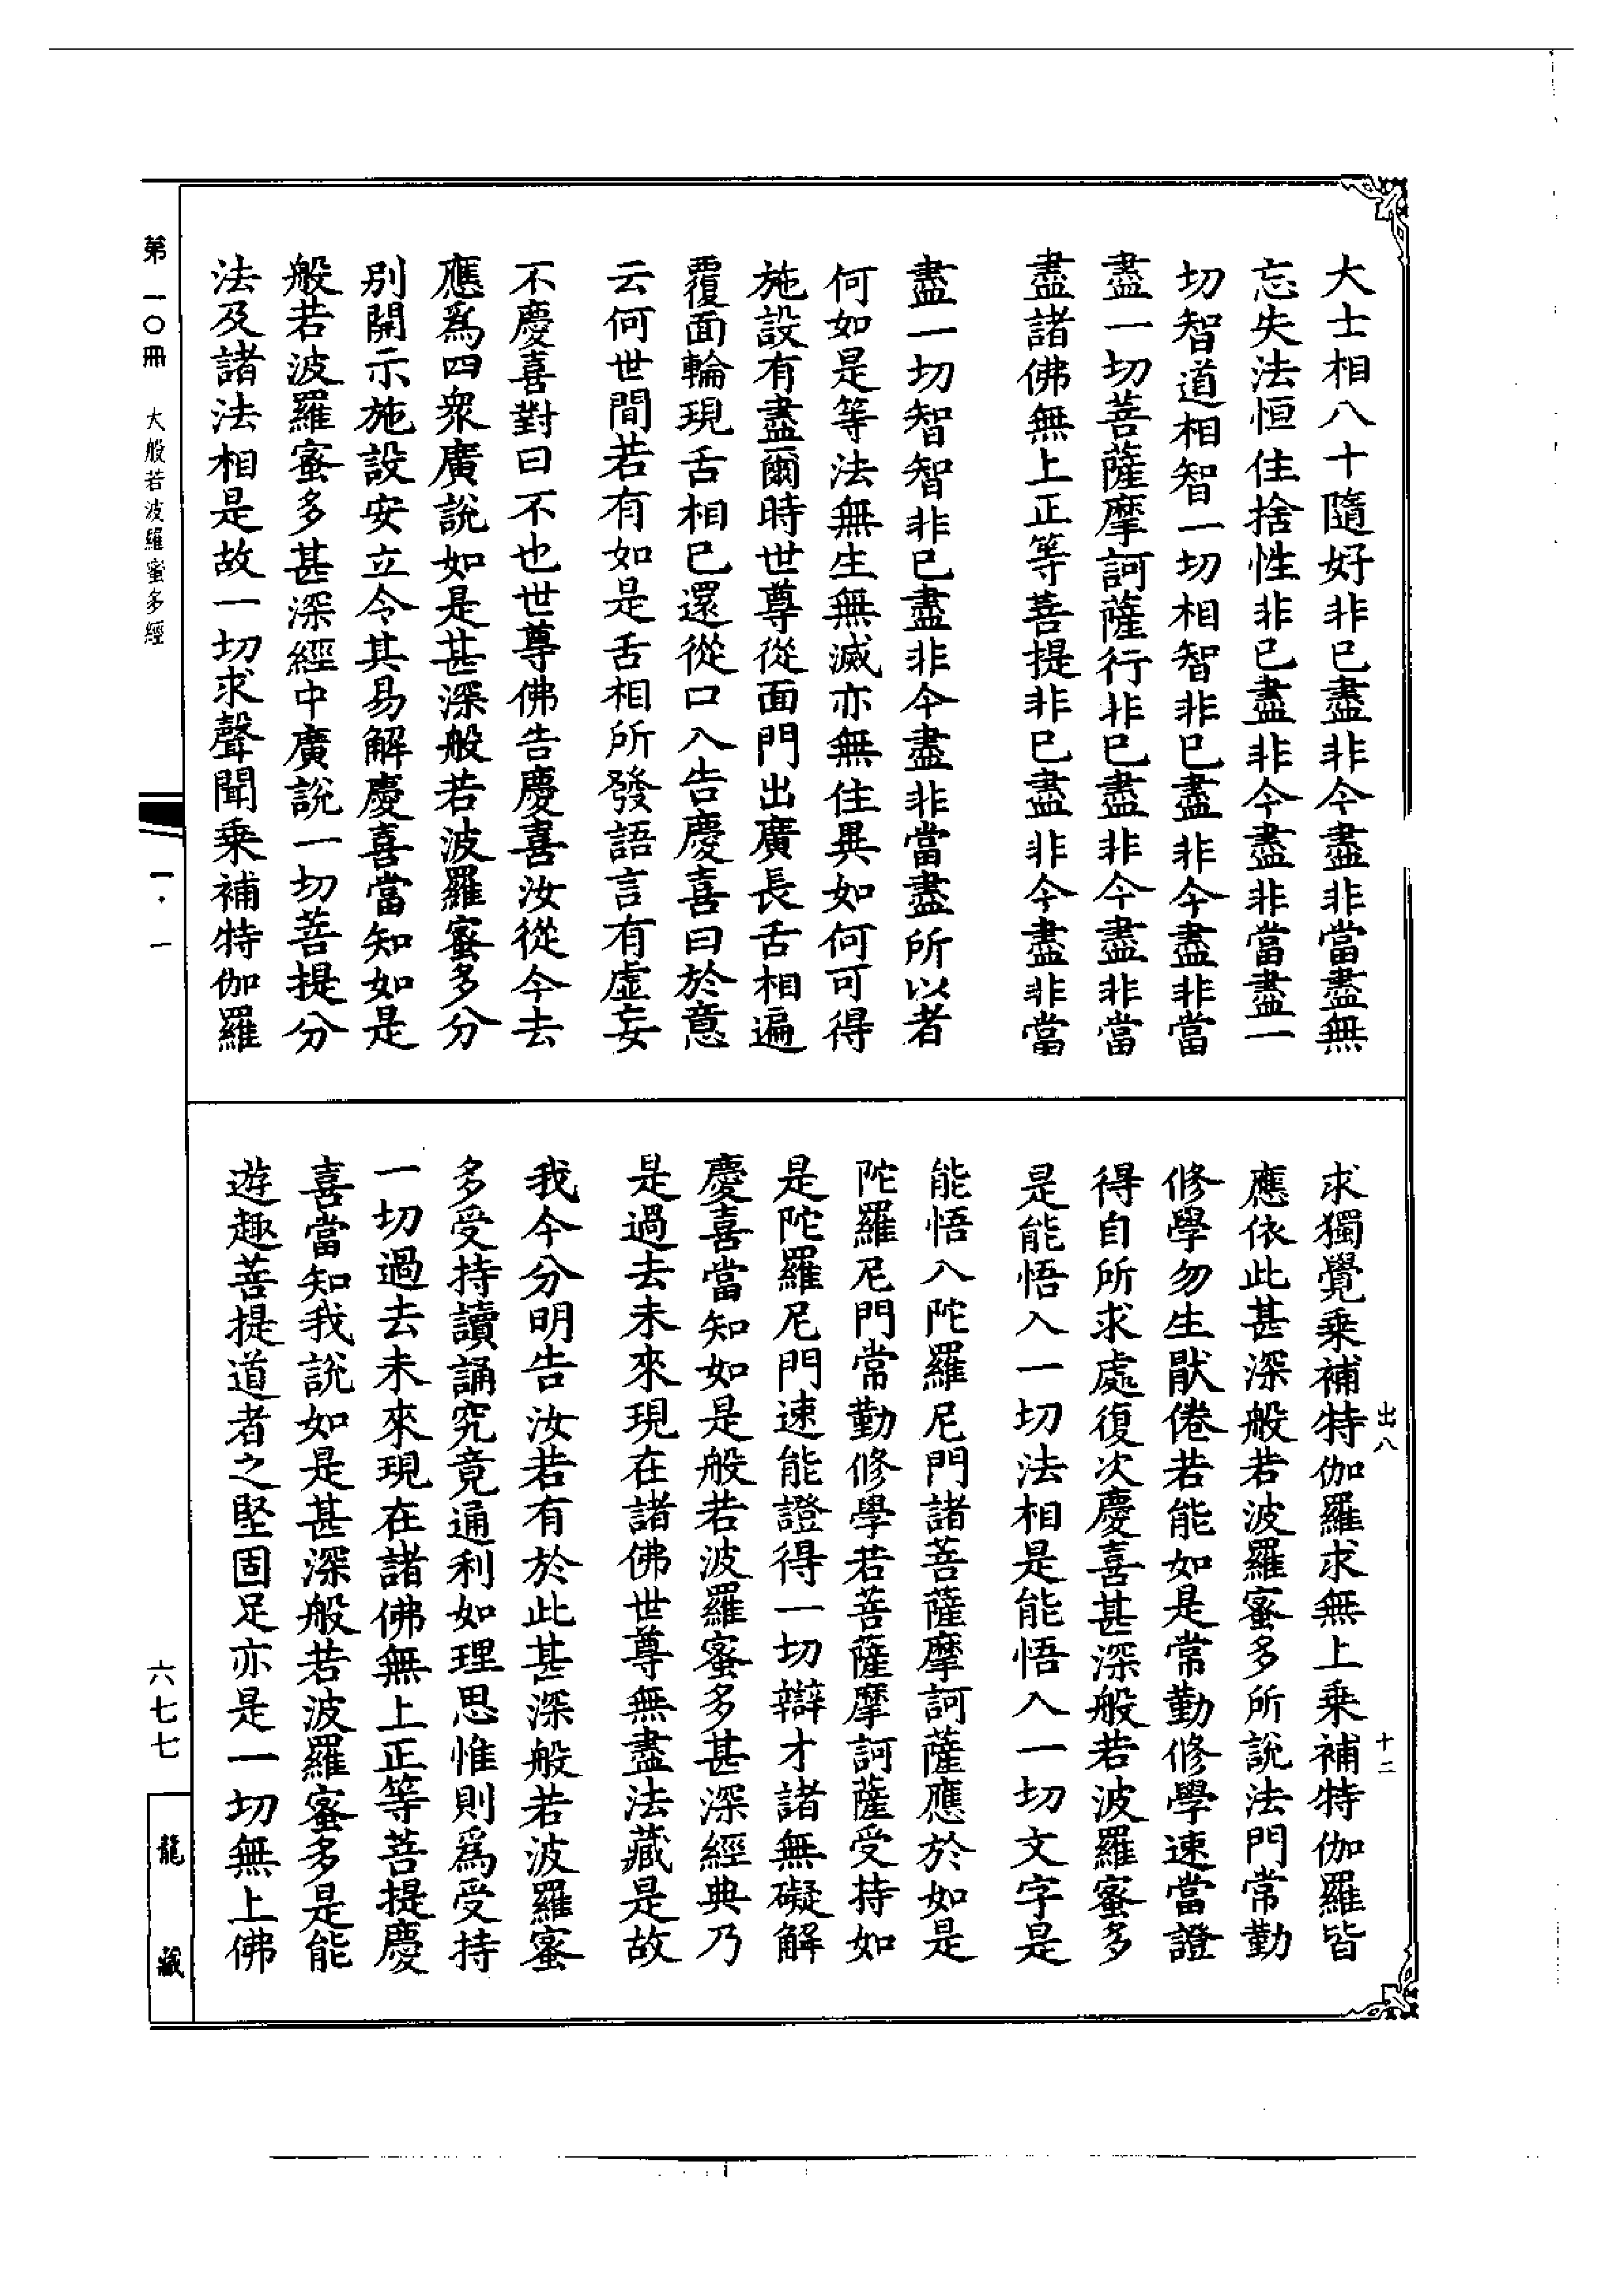 大士相八十隨好非已盡非今盡非當盡無
忘失法恒住捨性非已盡非今盡非當盡一
切智道相智一切相智非已盡非今盡非當
盡一切菩薩摩訶薩行非已盡非今盡非當
盡諸佛無上正等菩提非已盡非今盡非當
盡一切智智非已盡非今盡非當盡所以者
何如是等法無生無滅亦無住異如何可得
施設有盡爾時世尊從面門出廣長舌相遍
覆面輪現舌相已還從口入告慶喜曰於意
云何世間若有如是舌相所發語言有虛妄
不慶喜對曰不也世尊佛告慶喜汝從今去
應爲四衆廣說如是甚深般若波羅蜜多分
別開示施設安立令其易解慶喜當知如是
般若波羅蜜多甚深經中廣說一切菩提分
法及諸法相是故一切求聲聞乗補特伽羅
第一〇冊 大般若波羅蜜多經
一·一
出八
十二
求獨覺乗補特伽羅求無上乗補特伽羅皆
應依此甚深般若波羅蜜多所說法門常勤
修學勿生猒倦若能如是常勤修學速當證
得自所求處復次慶喜甚深般若波羅蜜多
是能悟入一切法相是能悟入一切文字是
能悟入陀羅尼門諸菩薩摩訶薩應於如是
陀羅尼門常勤修學若菩薩摩訶薩受持如
是陀羅尼門速能證得一切辯才諸無礙解
慶喜當知如是般若波羅蜜多甚深經典乃
是過去未來現在諸佛世尊無盡法藏是故
我今分明告汝若有於此甚深般若波羅蜜
多受持讀誦究竟通利如理思惟則爲受持
一切過去未來現在諸佛無上正等菩提慶
喜當知我說如是甚深般若波羅蜜多是能
遊趣菩提道者之堅固足亦是一切無上佛
六七七
龍藏